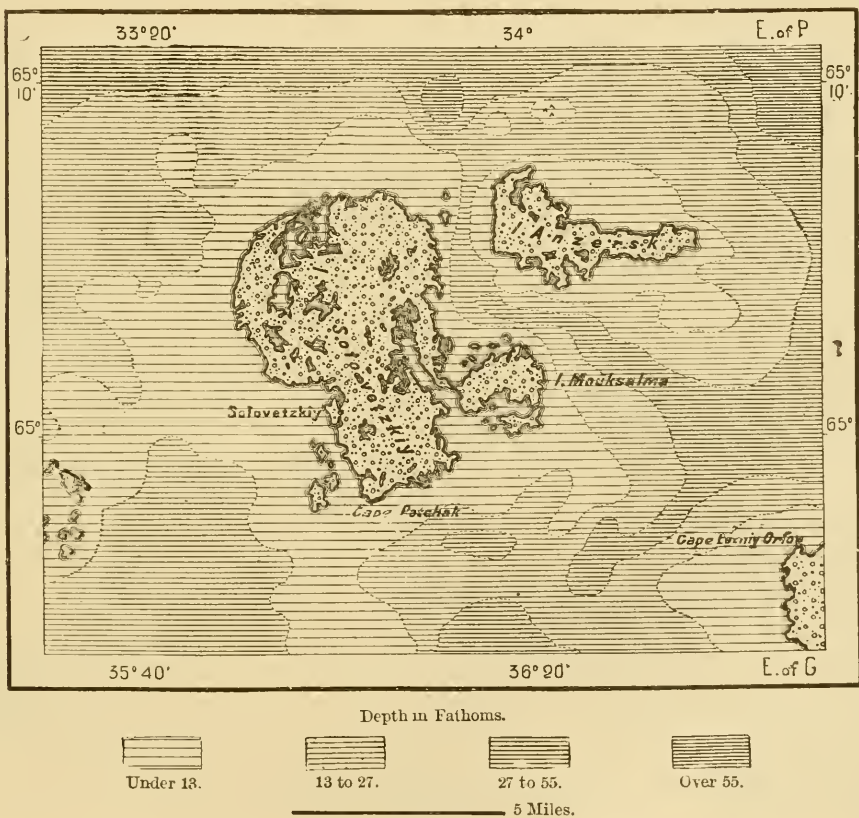 33°20' 34° E. of P
65° 10' 65° 10'
I. Anzersk
I. Solovetzkiy
I. Mouksalma
Solovetzkiy
65° 65°
Cape Petchak
Cape Orlov
35°40' 36°20' E. of G
Depth in Fathoms.
Under 13. 13 to 27. 27 to 55. Over 55.
5 Miles.